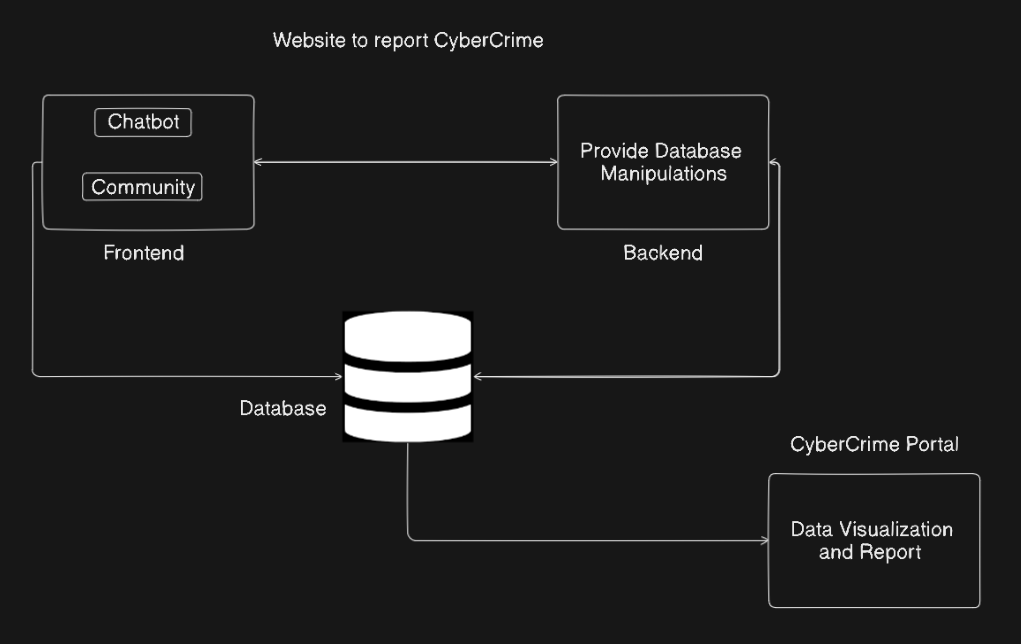 Website to report CyberCrime
Chatbot
Community
Frontend
Provide Database
Manipulations
Backend
Database
CyberCrime Portal
Data Visualization
and Report